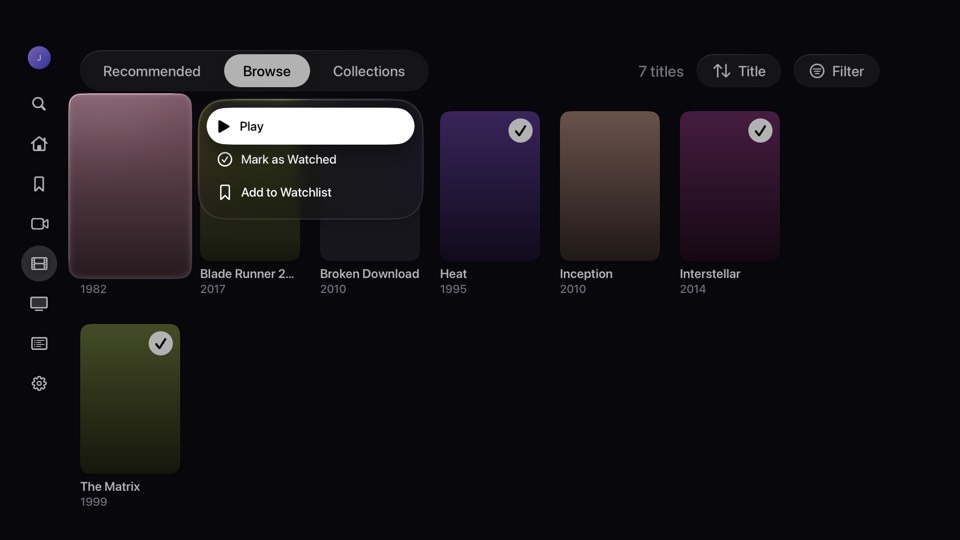 J
Recommended
Browse
Collections
7 titles
Title
Filter
Play
Mark as Watched
Add to Watchlist
1982
Blade Runner 2...
2017
Broken Download
2010
Heat
1995
Inception
2010
Interstellar
2014
The Matrix
1999